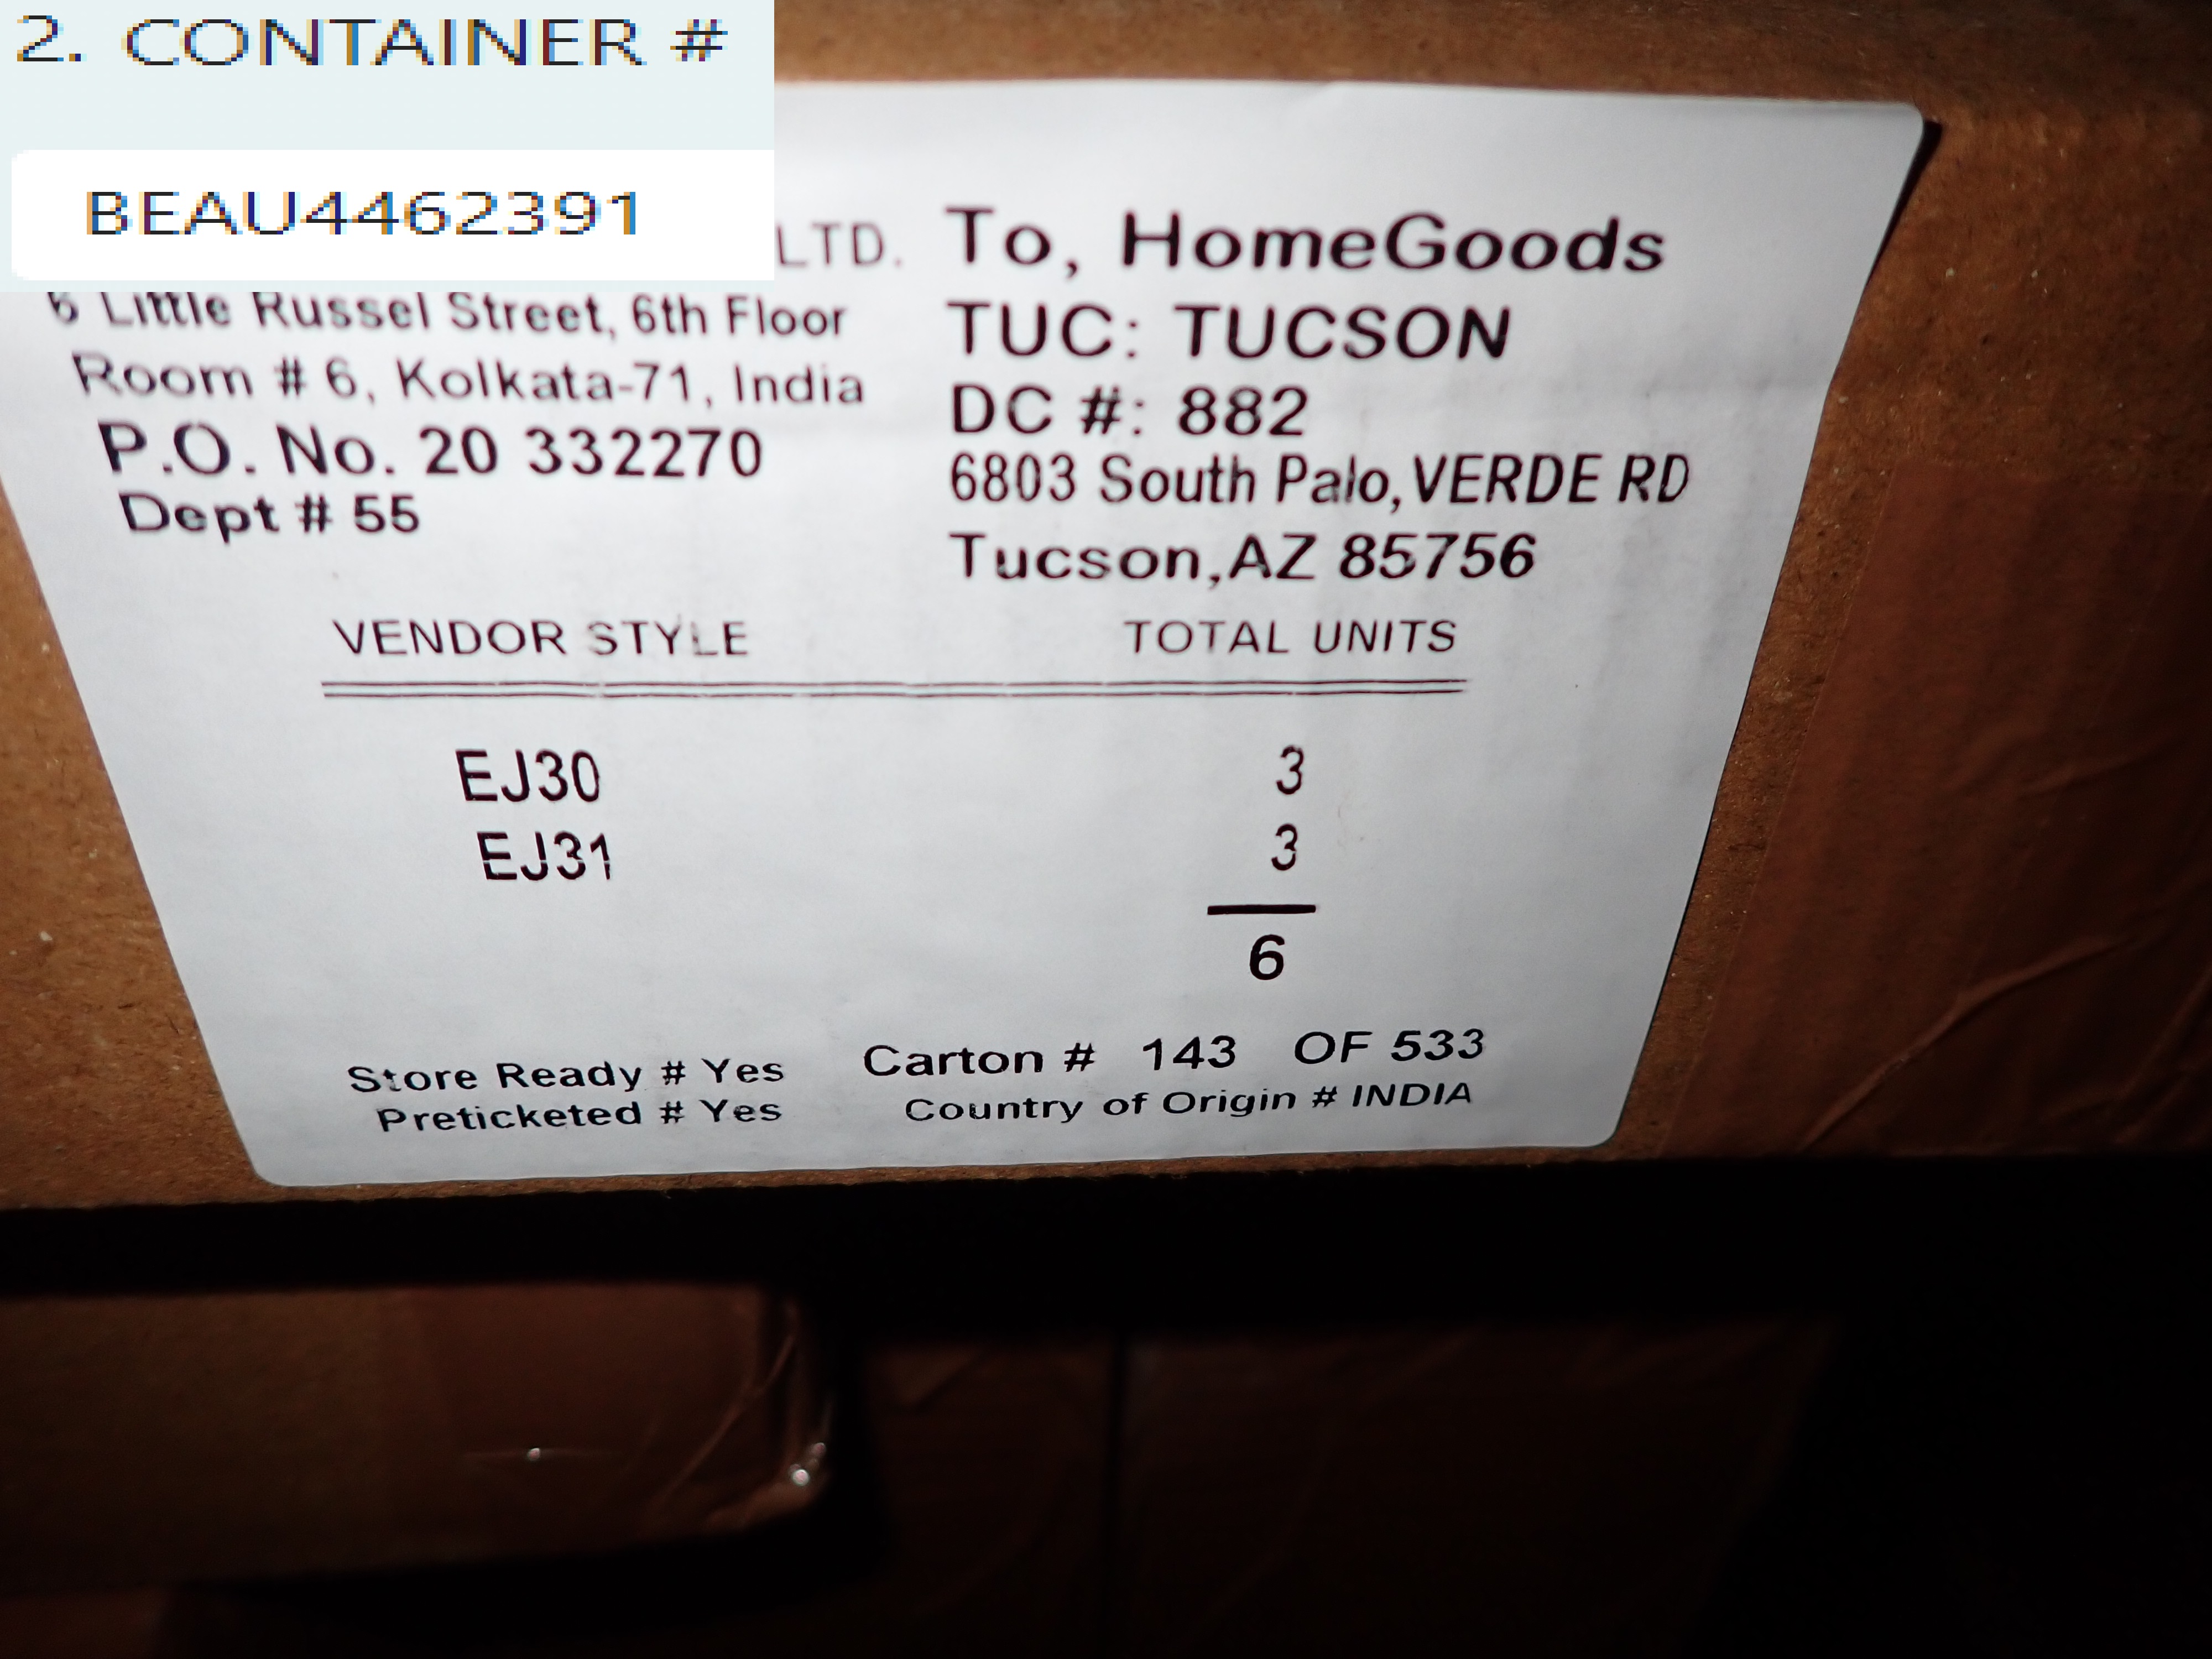 2. CONTAINER #
BEAU4462391
LTD.
6 Little Russel Street, 6th Floor
Room # 6, Kolkata-71, India
P.O. No. 20 332270
Dept # 55
To, HomeGoods
TUC: TUCSON
DC #: 882
6803 South Palo, VERDE RD
Tucson, AZ 85756
VENDOR STYLE TOTAL UNITS
EJ30 3
EJ31 3
6
Store Ready # Yes
Preticketed # Yes
Carton # 143 OF 533
Country of Origin # INDIA